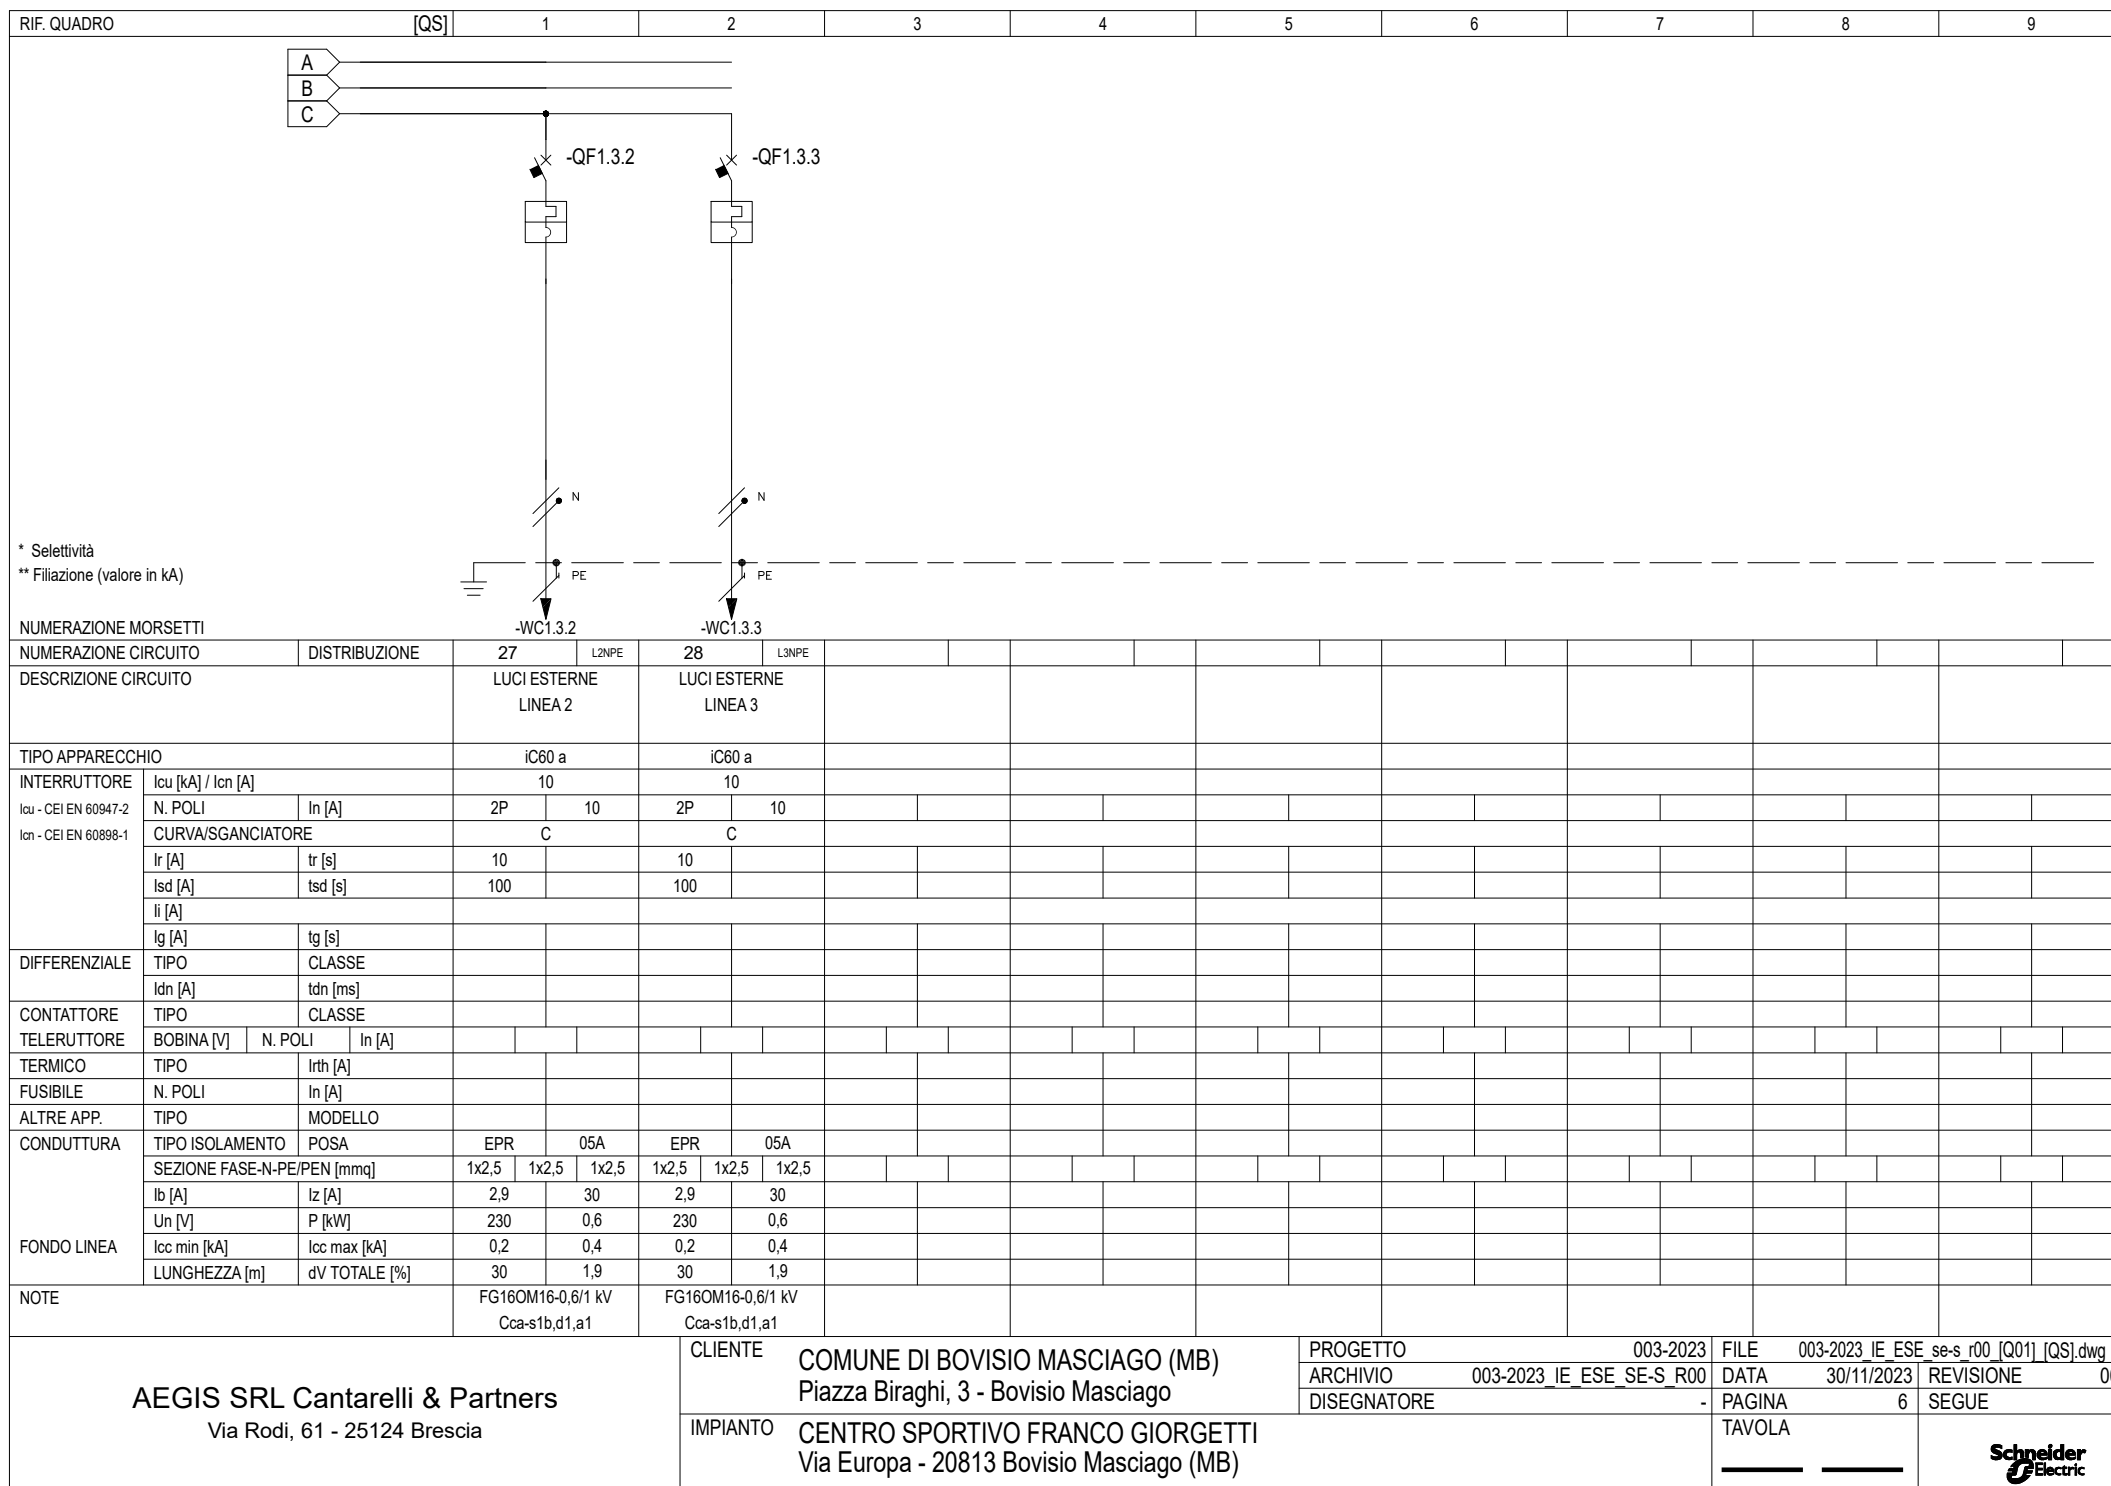 RIF. QUADRO [QS] 1 2 3 4 5 6 7 8 9
A
B
C
-QF1.3.2 -QF1.3.3
N N
* Selettività
** Filiazione (valore in kA)
PE PE
NUMERAZIONE MORSETTI -WC1.3.2 -WC1.3.3
NUMERAZIONE CIRCUITO DISTRIBUZIONE 27 L2NPE 28 L3NPE
DESCRIZIONE CIRCUITO LUCI ESTERNE LUCI ESTERNE
LINEA 2 LINEA 3
TIPO APPARECCHIO iC60 a iC60 a
INTERRUTTORE Icu [kA] / Icn [A] 10 10
Icu - CEI EN 60947-2 N. POLI In [A] 2P 10 2P 10
Icn - CEI EN 60898-1 CURVA/SGANCIATORE C C
Ir [A] tr [s] 10 10
Isd [A] tsd [s] 100 100
Ii [A]
Ig [A] tg [s]
DIFFERENZIALE TIPO CLASSE
Idn [A] tdn [ms]
CONTATTORE TIPO CLASSE
TELERUTTORE BOBINA [V] N. POLI In [A]
TERMICO TIPO Irth [A]
FUSIBILE N. POLI In [A]
ALTRE APP. TIPO MODELLO
CONDUTTURA TIPO ISOLAMENTO POSA EPR 05A EPR 05A
SEZIONE FASE-N-PE/PEN [mmq] 1x2,5 1x2,5 1x2,5 1x2,5 1x2,5 1x2,5
Ib [A] Iz [A] 2,9 30 2,9 30
Un [V] P [kW] 230 0,6 230 0,6
FONDO LINEA Icc min [kA] Icc max [kA] 0,2 0,4 0,2 0,4
LUNGHEZZA [m] dV TOTALE [%] 30 1,9 30 1,9
NOTE FG16OM16-0,6/1 kV FG16OM16-0,6/1 kV
Cca-s1b,d1,a1 Cca-s1b,d1,a1
AEGIS SRL Cantarelli & Partners
Via Rodi, 61 - 25124 Brescia
CLIENTE COMUNE DI BOVISIO MASCIAGO (MB)
Piazza Biraghi, 3 - Bovisio Masciago
IMPIANTO CENTRO SPORTIVO FRANCO GIORGETTI
Via Europa - 20813 Bovisio Masciago (MB)
PROGETTO 003-2023 FILE 003-2023_IE_ESE_se-s_r00_[Q01]_[QS].dwg
ARCHIVIO 003-2023_IE_ESE_SE-S_R00 DATA 30/11/2023 REVISIONE
DISEGNATORE - PAGINA 6 SEGUE
TAVOLA
Schneider
Electric